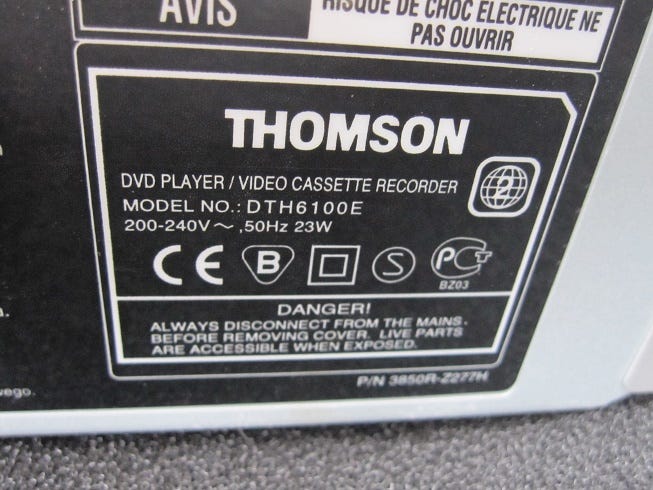 AVIS
RISQUE DE CHOC ELECTRIQUE NE
PAS OUVRIR
THOMSON
DVD PLAYER / VIDEO CASSETTE RECORDER
2
MODEL NO.: DTH6100E
200-240V ~ ,50Hz 23W
CE B S PCT
BZ03
DANGER!
ALWAYS DISCONNECT FROM THE MAINS.
BEFORE REMOVING COVER. LIVE PARTS
ARE ACCESSIBLE WHEN EXPOSED.
P/N 3850R-Z277H